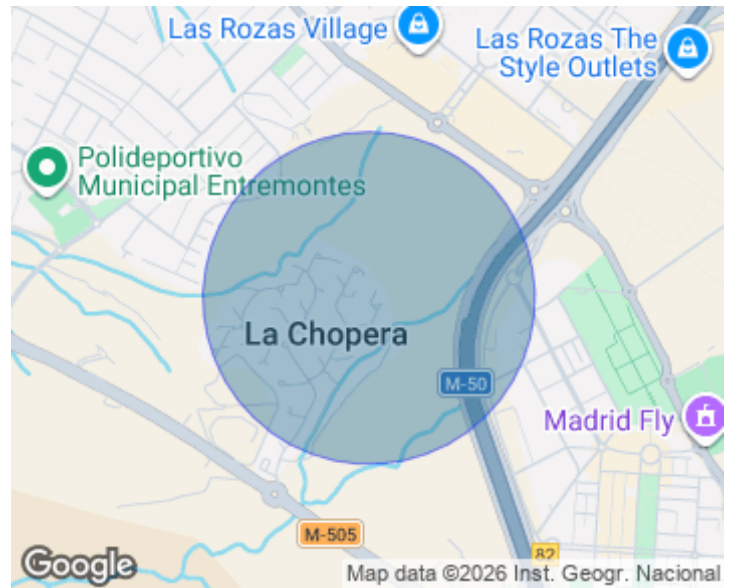 Las Rozas Village
Las Rozas The
Style Outlets
Polideportivo
Municipal Entremontes
La Chopera
M-50
Madrid Fly
M-505
82
Google
Map data ©2026 Inst. Geogr. Nacional